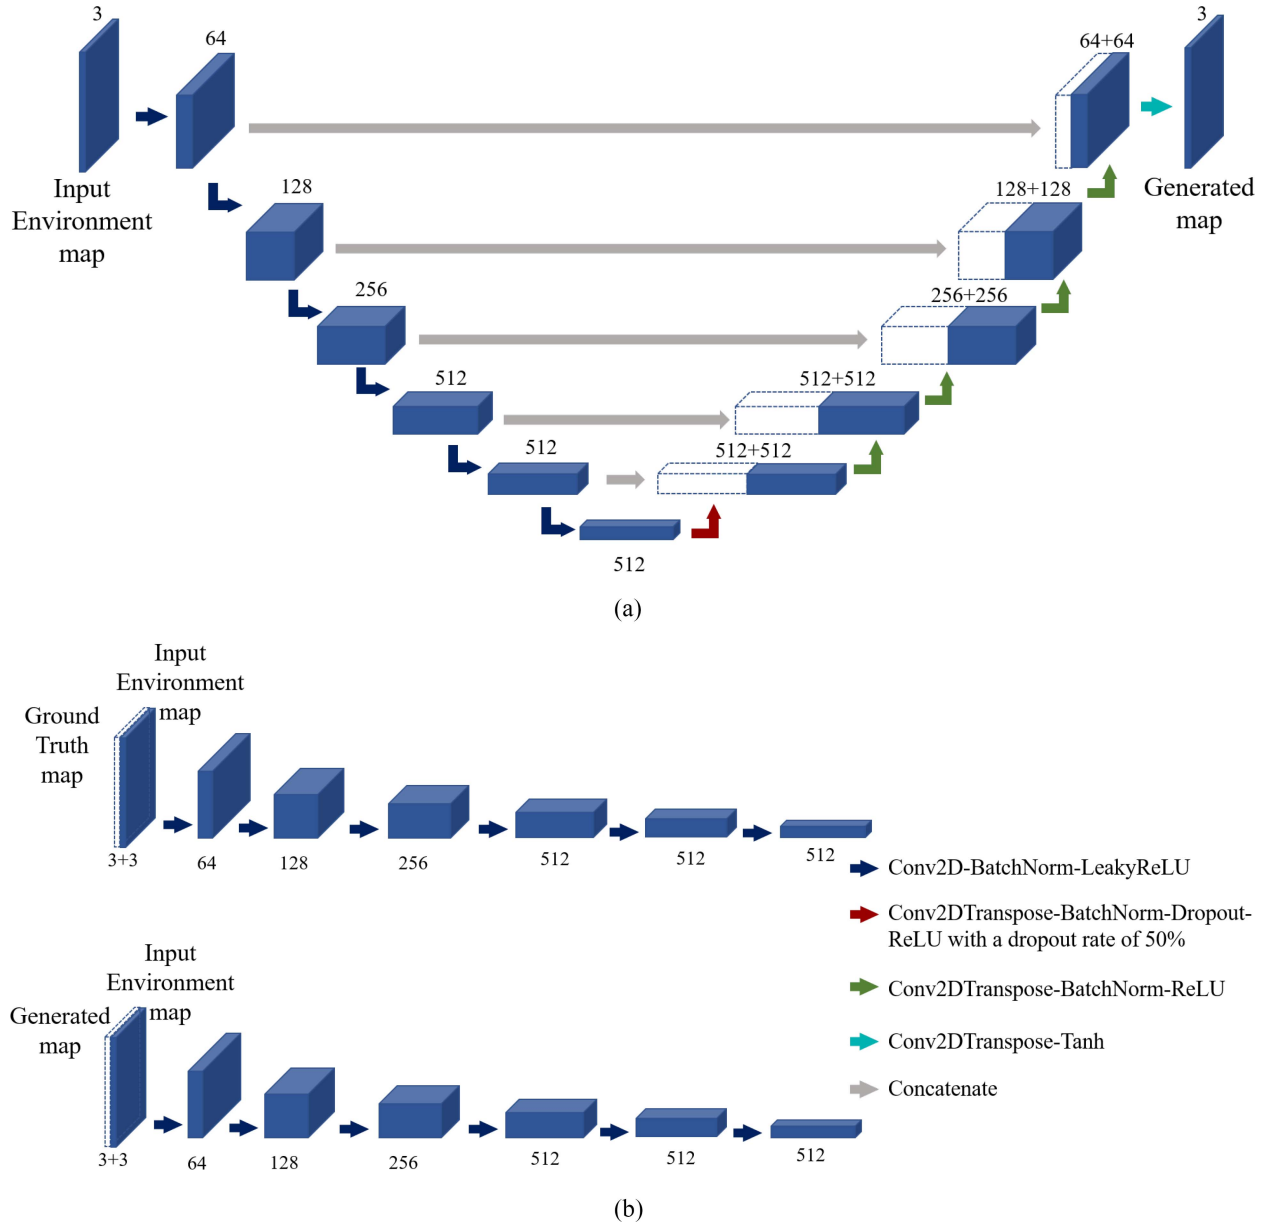 3
64
64+64
3
Input
Environment
map
128
128+128
Generated
map
256
256+256
512
512+512
512
512+512
512
(a)
Input
Environment
map
Ground
Truth
map
3+3
64
128
256
512
512
512
Conv2D-BatchNorm-LeakyReLU
Conv2DTranspose-BatchNorm-Dropout-
ReLU with a dropout rate of 50%
Conv2DTranspose-BatchNorm-ReLU
Conv2DTranspose-Tanh
Concatenate
Input
Environment
map
Generated
map
3+3
64
128
256
512
512
512
(b)